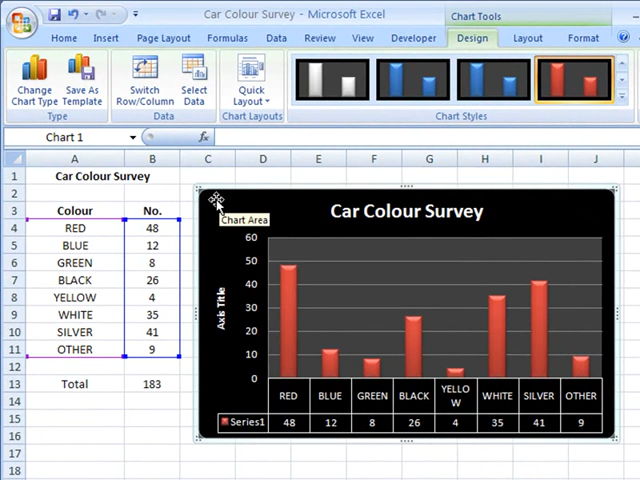 Car Colour Survey - Microsoft Excel
Chart Tools
Home Insert Page Layout Formulas Data Review View Developer Design Layout Format
Change Chart Type
Save As Template
Switch Row/Column
Select Data
Quick Layout
Type Data Chart Layouts Chart Styles
Chart 1 fx
A B C D E F G H I J
1 Car Colour Survey
2
3 Colour No.
4 RED 48
5 BLUE 12
6 GREEN 8
7 BLACK 26
8 YELLOW 4
9 WHITE 35
10 SILVER 41
11 OTHER 9
12
13 Total 183
14
15
16
17
18
Chart Area
Car Colour Survey
Axis Title
60
50
40
30
20
10
0
RED BLUE GREEN BLACK YELLO W WHITE SILVER OTHER
Series1 48 12 8 26 4 35 41 9